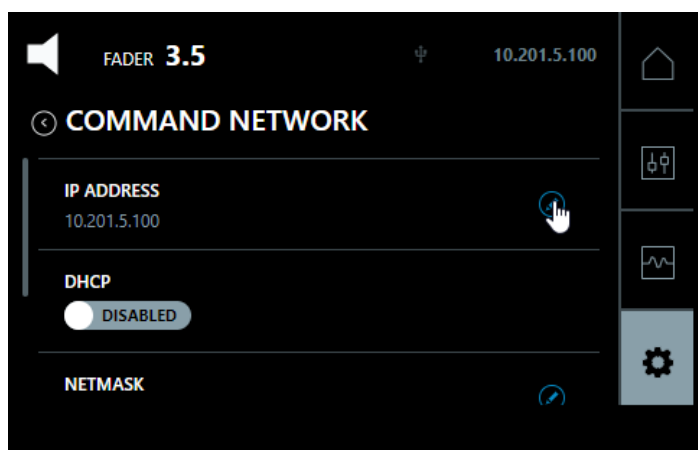 FADER 3.5
10.201.5.100
COMMAND NETWORK
IP ADDRESS
10.201.5.100
DHCP
DISABLED
NETMASK